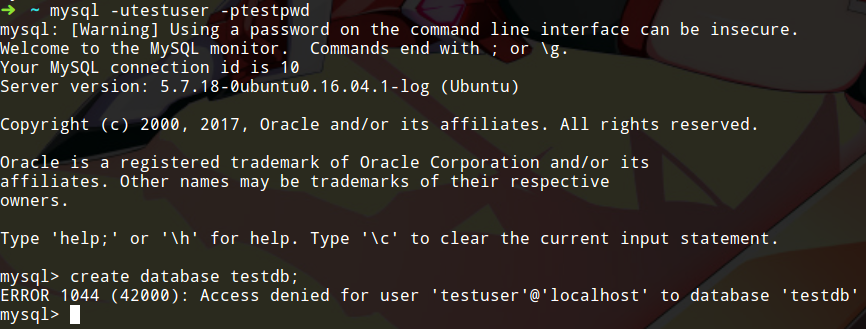 ➜ ~ mysql -utestuser -ptestpwd
mysql: [Warning] Using a password on the command line interface can be insecure.
Welcome to the MySQL monitor.  Commands end with ; or \g.
Your MySQL connection id is 10
Server version: 5.7.18-0ubuntu0.16.04.1-log (Ubuntu)
Copyright (c) 2000, 2017, Oracle and/or its affiliates. All rights reserved.
Oracle is a registered trademark of Oracle Corporation and/or its
affiliates. Other names may be trademarks of their respective
owners.
Type 'help;' or '\h' for help. Type '\c' to clear the current input statement.
mysql> create database testdb;
ERROR 1044 (42000): Access denied for user 'testuser'@'localhost' to database 'testdb'
mysql>